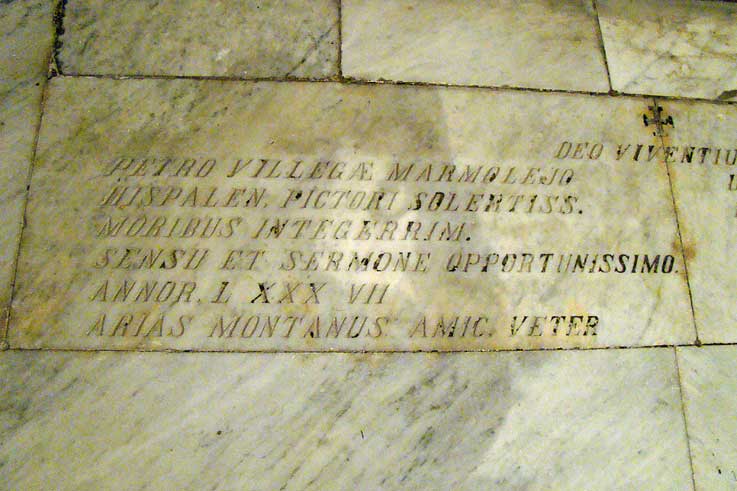 DEO VIVENTIU
PETRO VILLEGÆ MARMOLEJO
HISPALEN. PICTORI SOLERTISS.
MORIBUS INTEGERRIM.
SENSU ET SERMONE OPPORTUNISSIMO.
ANNOR. L XXX VII
ARIAS MONTANUS AMIC. VETER